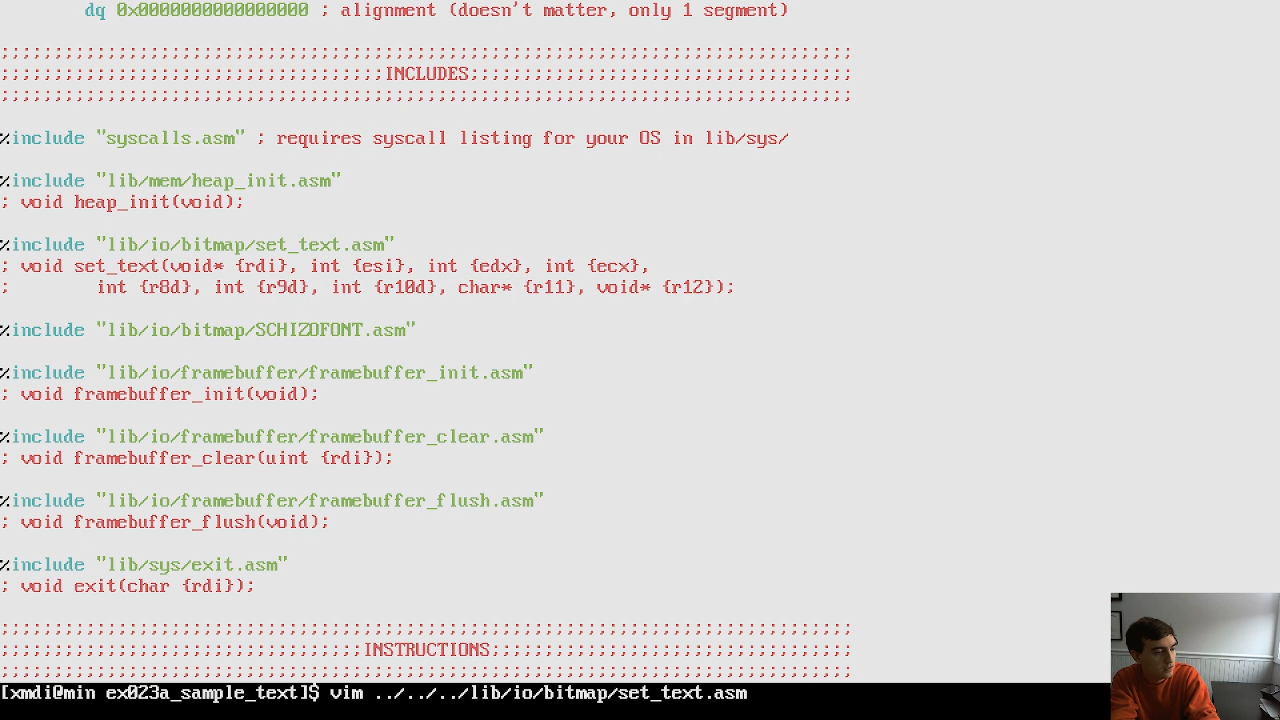 dq 0x0000000000000000 ; alignment (doesn't matter, only 1 segment)
;;;;;;;;;;;;;;;;;;;;;;;;;;;;;;;;;;;;;;;;;;;;;;;;;;;;;;;;;;;;;;;;;;;;;;;;;;;;;;;;
;;;;;;;;;;;;;;;;;;;;;;;;;;;;;;;;;;;;INCLUDES;;;;;;;;;;;;;;;;;;;;;;;;;;;;;;;;;;;;
;;;;;;;;;;;;;;;;;;;;;;;;;;;;;;;;;;;;;;;;;;;;;;;;;;;;;;;;;;;;;;;;;;;;;;;;;;;;;;;;
%include "syscalls.asm" ; requires syscall listing for your OS in lib/sys/
%include "lib/mem/heap_init.asm"
; void heap_init(void);
%include "lib/io/bitmap/set_text.asm"
; void set_text(void* {rdi}, int {esi}, int {edx}, int {ecx},
; int {r8d}, int {r9d}, int {r10d}, char* {r11}, void* {r12});
%include "lib/io/bitmap/SCHIZOFONT.asm"
%include "lib/io/framebuffer/framebuffer_init.asm"
; void framebuffer_init(void);
%include "lib/io/framebuffer/framebuffer_clear.asm"
; void framebuffer_clear(uint {rdi});
%include "lib/io/framebuffer/framebuffer_flush.asm"
; void framebuffer_flush(void);
%include "lib/sys/exit.asm"
; void exit(char {rdi});
;;;;;;;;;;;;;;;;;;;;;;;;;;;;;;;;;;;;;;;;;;;;;;;;;;;;;;;;;;;;;;;;;;;;;;;;;;;;;;;;
;;;;;;;;;;;;;;;;;;;;;;;;;;;;;;;;;;INSTRUCTIONS;;;;;;;;;;;;;;;;;;;;;;;;;;;;;;;;;;
;;;;;;;;;;;;;;;;;;;;;;;;;;;;;;;;;;;;;;;;;;;;;;;;;;;;;;;;;;;;;;;;;;;;;;;;;;;;;;;;
[xmdi@min ex023a_sample_text]$ vim ../../../lib/io/bitmap/set_text.asm